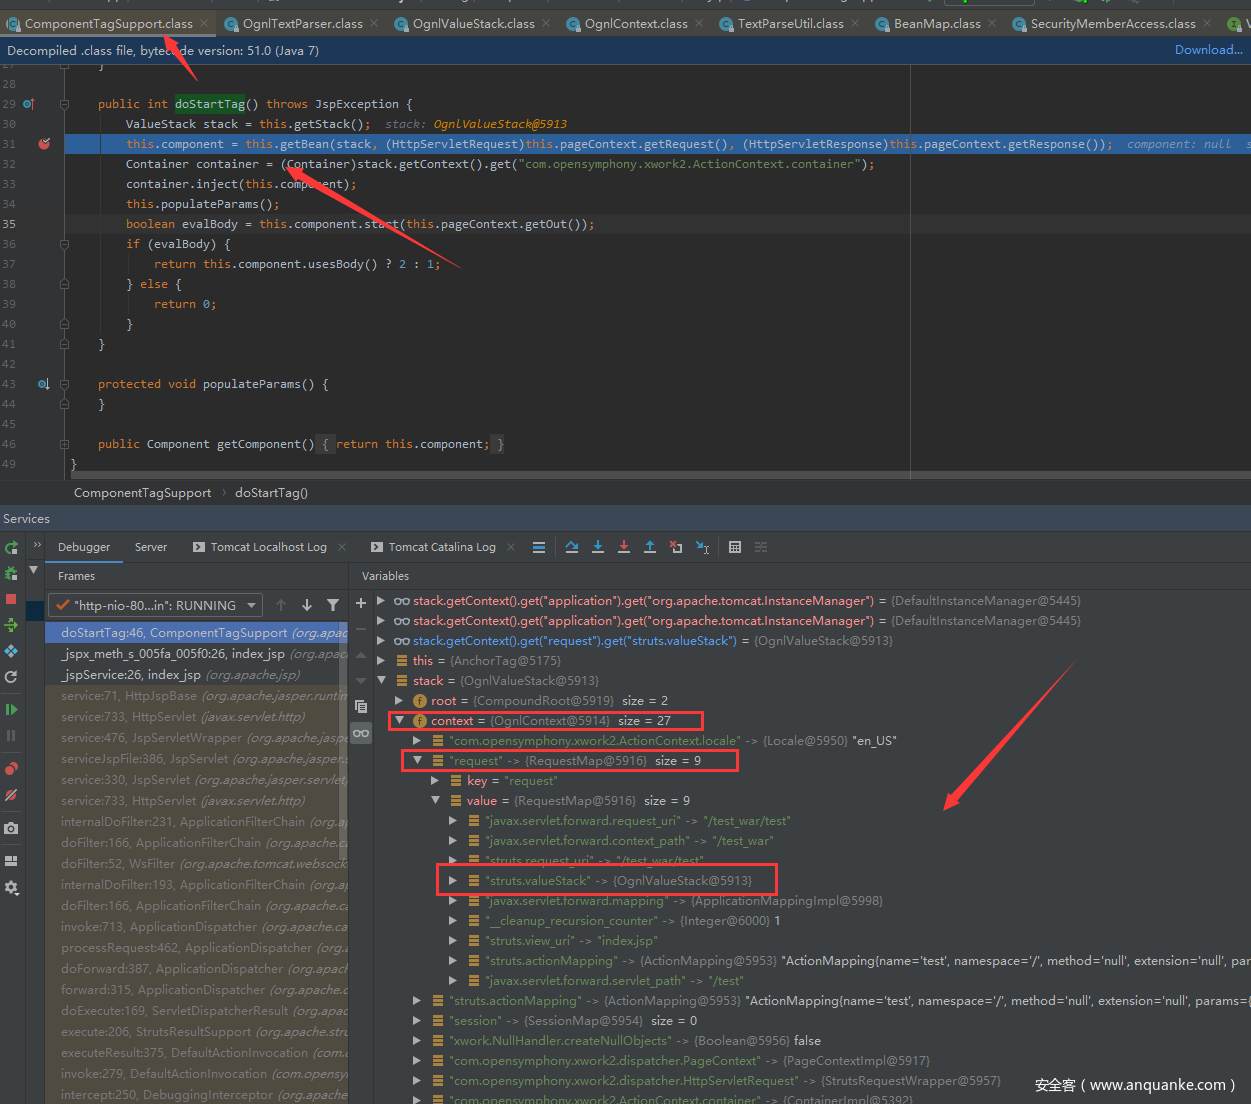 ComponentTagSupport.class
OgnlTextParser.class
OgnlValueStack.class
OgnlContext.class
TextParseUtil.class
BeanMap.class
SecurityMemberAccess.class
Decompiled .class file, bytecode version: 51.0 (Java 7)
Download...
27 }
28
29 public int doStartTag() throws JspException {
30 ValueStack stack = this.getStack(); stack: OgnlValueStack@5913
31 this.component = this.getBean(stack, (HttpServletRequest)this.pageContext.getRequest(), (HttpServletResponse)this.pageContext.getResponse()); component: null s
32 Container container = (Container)stack.getContext().get("com.opensymphony.xwork2.ActionContext.container");
33 container.inject(this.component);
34 this.populateParams();
35 boolean evalBody = this.component.start(this.pageContext.getOut());
36 if (evalBody) {
37 return this.component.usesBody() ? 2 : 1;
38 } else {
39 return 0;
40 }
41 }
42
43 protected void populateParams() {
44 }
45
46 public Component getComponent() { return this.component; }
49 }
ComponentTagSupport › doStartTag()
Services
Debugger Server Tomcat Localhost Log × Tomcat Catalina Log ×
Frames
Variables
"http-nio-80...in": RUNNING
doStartTag:46, ComponentTagSupport (org.apac
_jspx_meth_s_005fa_005f0:26, index_jsp (org.apac
_jspService:26, index_jsp (org.apache.jsp)
service:71, HttpJspBase (org.apache.jasper.runtim
service:733, HttpServlet (javax.servlet.http)
service:476, JspServletWrapper (org.apache.jaspe
serviceJspFile:386, JspServlet (org.apache.jasper.
service:330, JspServlet (org.apache.jasper.servlet)
service:733, HttpServlet (javax.servlet.http)
internalDoFilter:231, ApplicationFilterChain (org.a
doFilter:166, ApplicationFilterChain (org.apache.ca
doFilter:52, WsFilter (org.apache.tomcat.websock
internalDoFilter:193, ApplicationFilterChain (org.a
doFilter:166, ApplicationFilterChain (org.apache.ca
invoke:713, ApplicationDispatcher (org.apache.ca
processRequest:462, ApplicationDispatcher (org.a
doForward:387, ApplicationDispatcher (org.apach
forward:315, ApplicationDispatcher (org.apache.c
doExecute:169, ServletDispatcherResult (org.apac
execute:206, StrutsResultSupport (org.apache.stru
executeResult:375, DefaultActionInvocation (com.o
invoke:279, DefaultActionInvocation (com.opensy
intercept:250, DebuggingInterceptor (org.apache.
stack.getContext().get("application").get("org.apache.tomcat.InstanceManager") = {DefaultInstanceManager@5445}
stack.getContext().get("application").get("org.apache.tomcat.InstanceManager") = {DefaultInstanceManager@5445}
stack.getContext().get("request").get("struts.valueStack") = {OgnlValueStack@5913}
this = {AnchorTag@5175}
stack = {OgnlValueStack@5913}
root = {CompoundRoot@5919} size = 2
context = {OgnlContext@5914} size = 27
"com.opensymphony.xwork2.ActionContext.locale" -> {Locale@5950} "en_US"
"request" -> {RequestMap@5916} size = 9
key = "request"
value = {RequestMap@5916} size = 9
"javax.servlet.forward.request_uri" -> "/test_war/test"
"javax.servlet.forward.context_path" -> "/test_war"
"struts.request_uri" -> "/test_war/test"
"struts.valueStack" -> {OgnlValueStack@5913}
"javax.servlet.forward.mapping" -> {ApplicationMappingImpl@5998}
"__cleanup_recursion_counter" -> {Integer@6000} 1
"struts.view_uri" -> "index.jsp"
"struts.actionMapping" -> {ActionMapping@5953} "ActionMapping{name='test', namespace='/', method='null', extension='null', par
"javax.servlet.forward.servlet_path" -> "/test"
"struts.actionMapping" -> {ActionMapping@5953} "ActionMapping{name='test', namespace='/', method='null', extension='null', params={
"session" -> {SessionMap@5954} size = 0
"xwork.NullHandler.createNullObjects" -> {Boolean@5956} false
"com.opensymphony.xwork2.dispatcher.PageContext" -> {PageContextImpl@5917}
"com.opensymphony.xwork2.dispatcher.HttpServletRequest" -> {StrutsRequestWrapper@5957}
"com.opensymphony.xwork2.ActionContext.container" -> {ContainerImpl@5392}
安全客（www.anquanke.com）